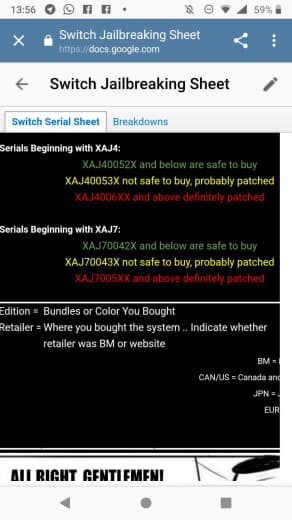 13:56
59%
Switch Jailbreaking Sheet
https://docs.google.com
Switch Jailbreaking Sheet
Switch Serial Sheet Breakdowns
Serials Beginning with XAJ4:
XAJ40052X and below are safe to buy
XAJ40053X not safe to buy, probably patched
XAJ4006XX and above definitely patched
Serials Beginning with XAJ7:
XAJ70042X and below are safe to buy
XAJ70043X not safe to buy, probably patched
XAJ7005XX and above definitely patched
Edition = Bundles or Color You Bought
Retailer = Where you bought the system .. Indicate whether
retailer was BM or website
BM =
CAN/US = Canada and
JPN =
EUR
ALL RIGHT GENTLEMEN!